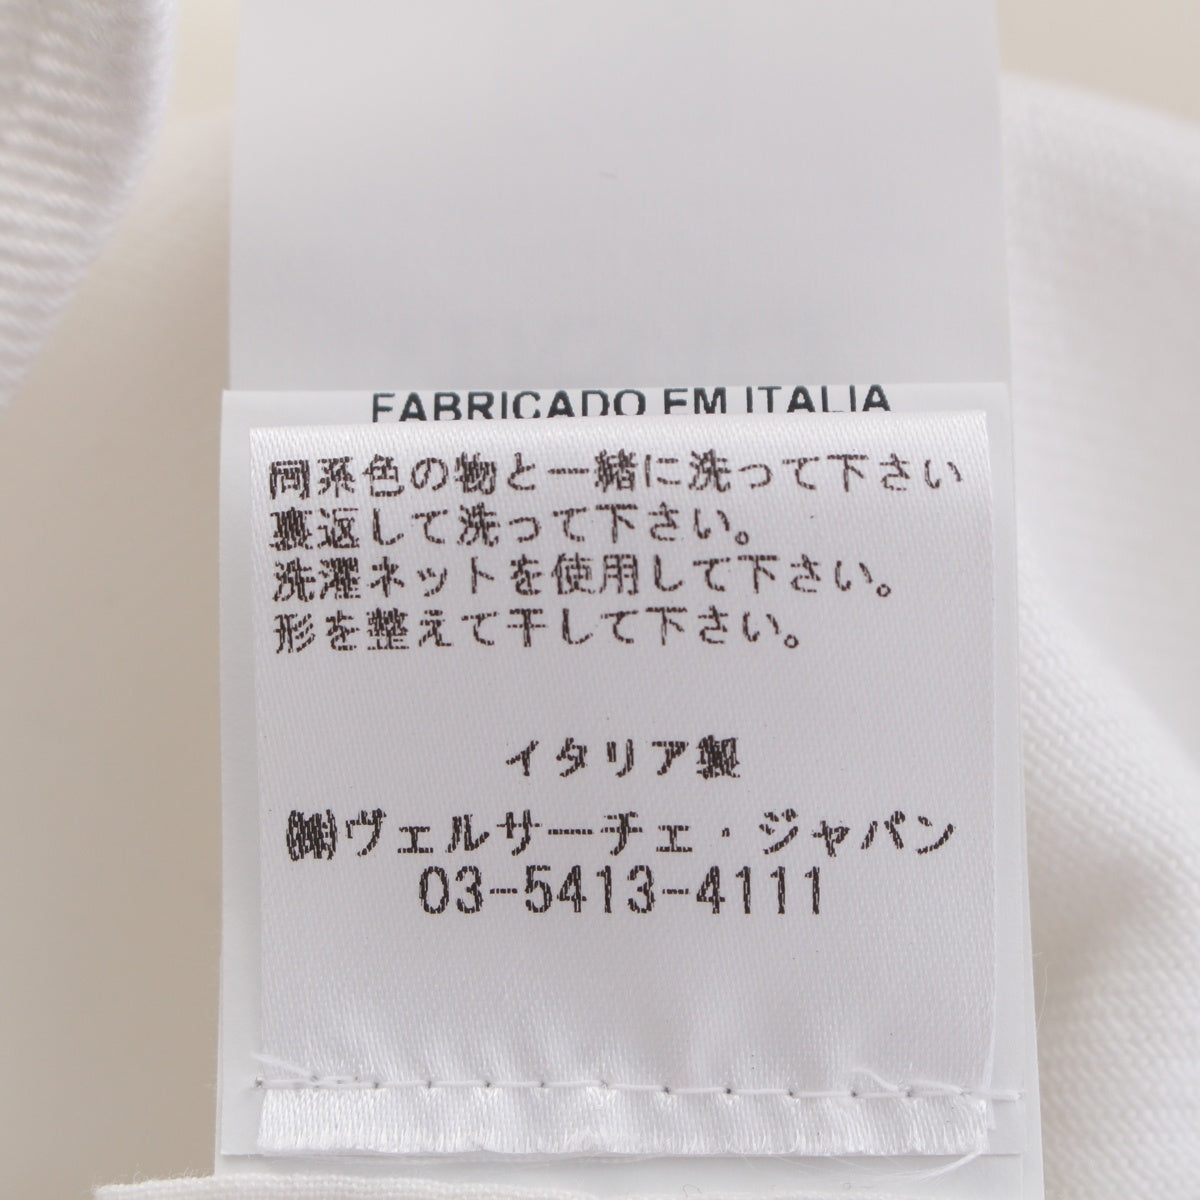 FABRICADO EM ITALIA
同系色の物と一緒に洗って下さい
裏返して洗って下さい。
洗濯ネットを使用して下さい。
形を整えて干して下さい。
イタリア製
㈱ヴェルサーチェ・ジャパン
03-5413-4111